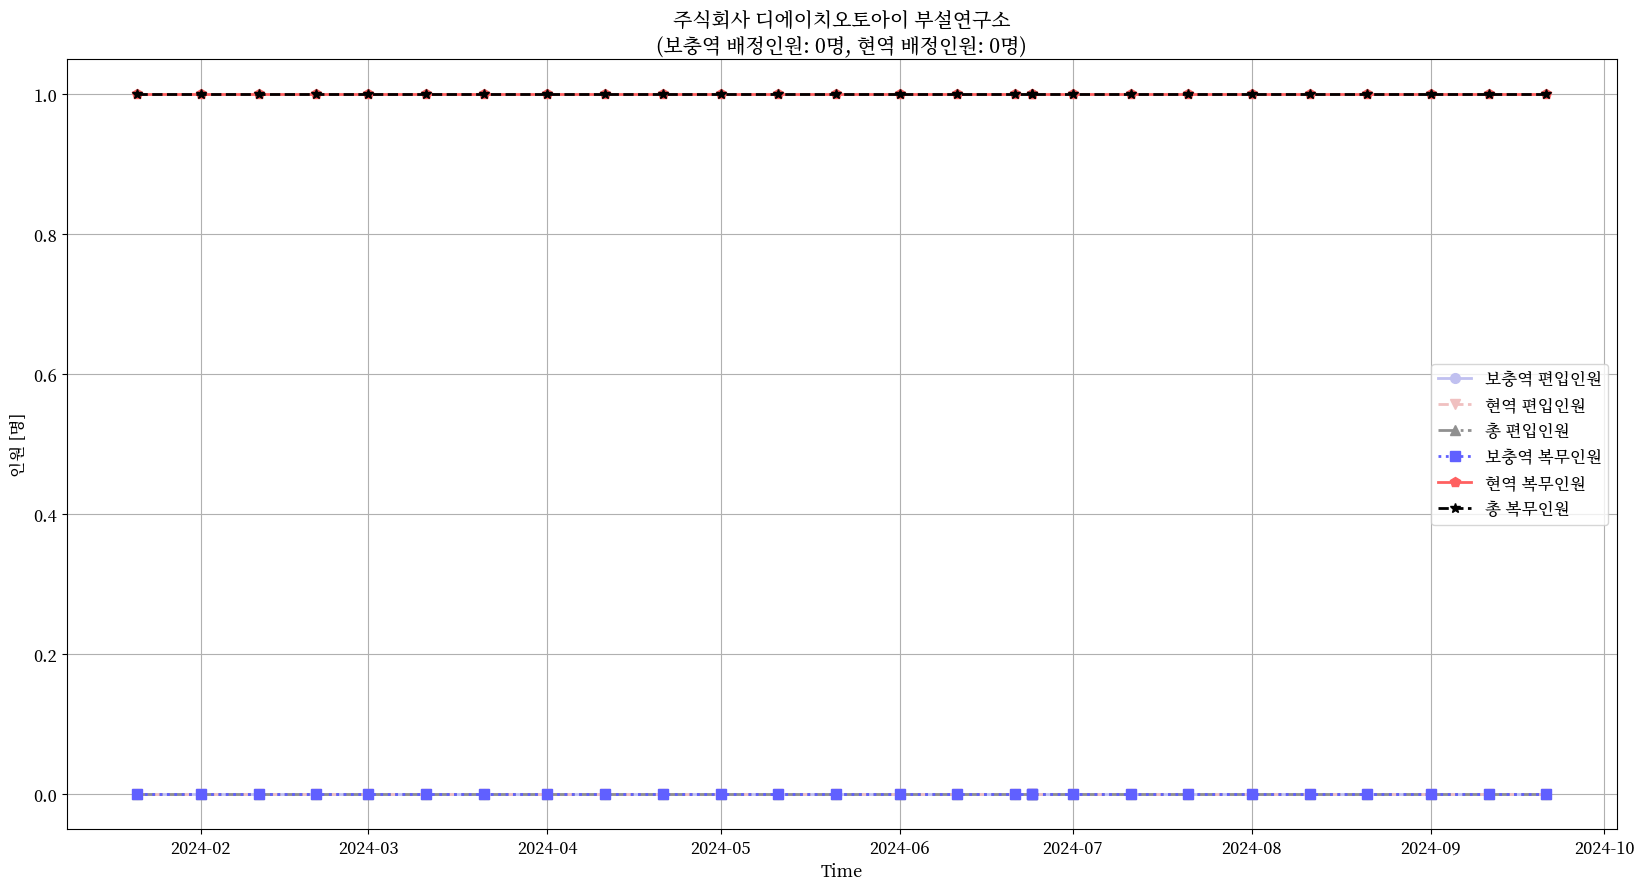 주식회사 디에이치오토아이 부설연구소
(보충역 배정인원: 0명, 현역 배정인원: 0명)
인원 [명]
1.0
0.8
0.6
0.4
0.2
0.0
보충역 편입인원
현역 편입인원
총 편입인원
보충역 복무인원
현역 복무인원
총 복무인원
2024-02
2024-03
2024-04
2024-05
2024-06
2024-07
2024-08
2024-09
2024-10
Time